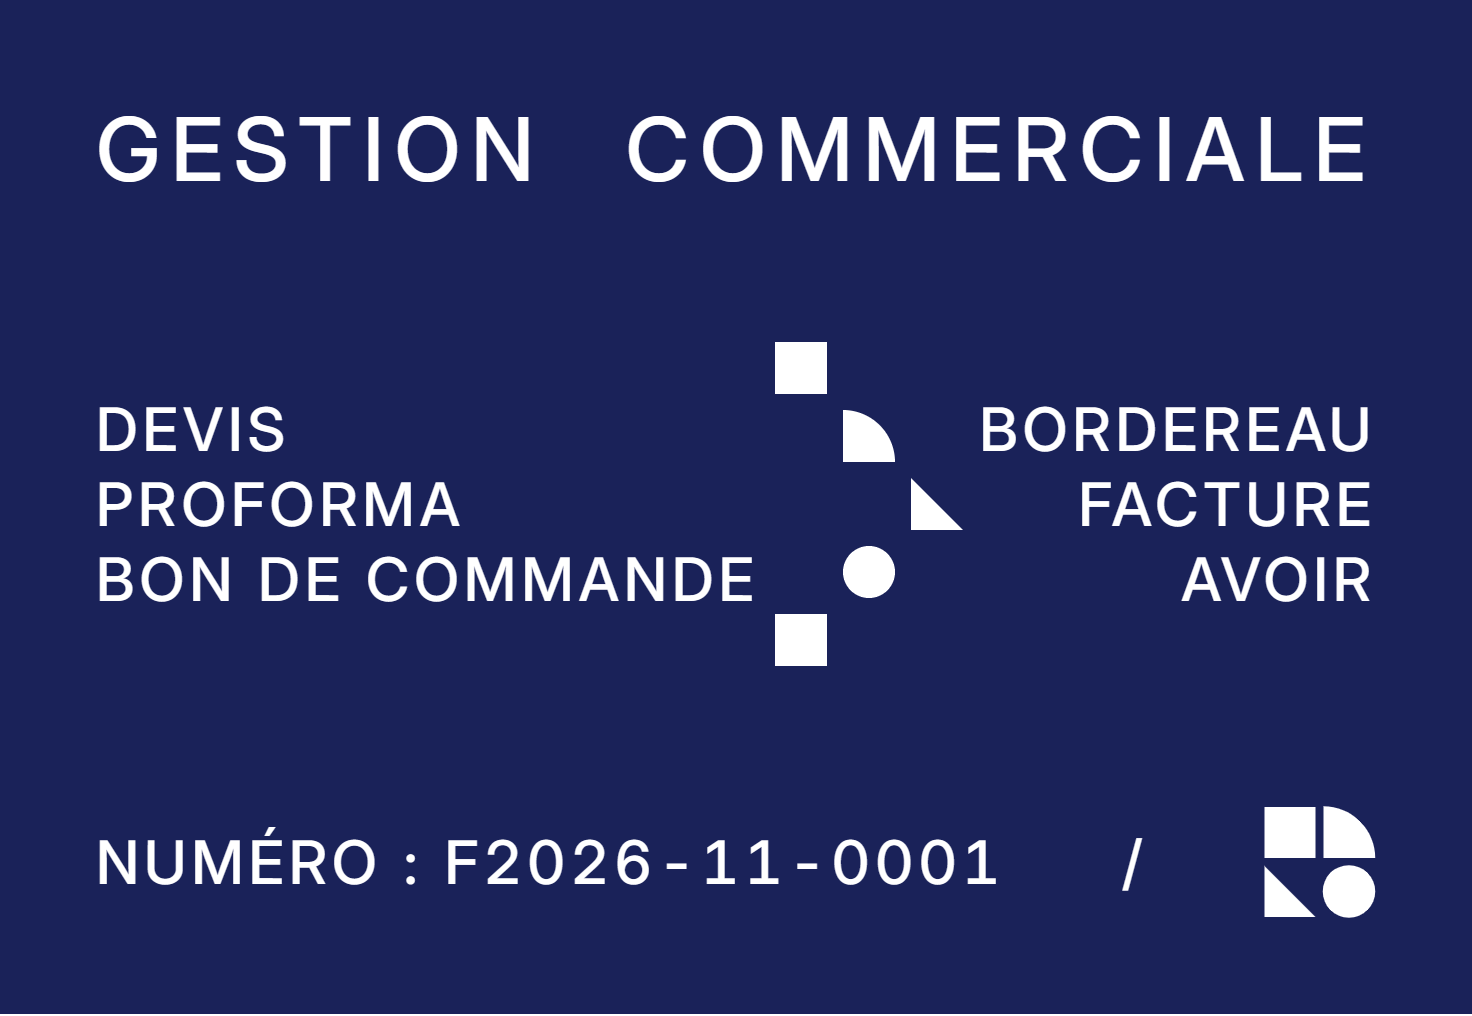 GESTION COMMERCIALE
DEVIS
PROFORMA
BON DE COMMANDE
BORDEREAU
FACTURE
AVOIR
NUMÉRO : F2026-11-0001 /